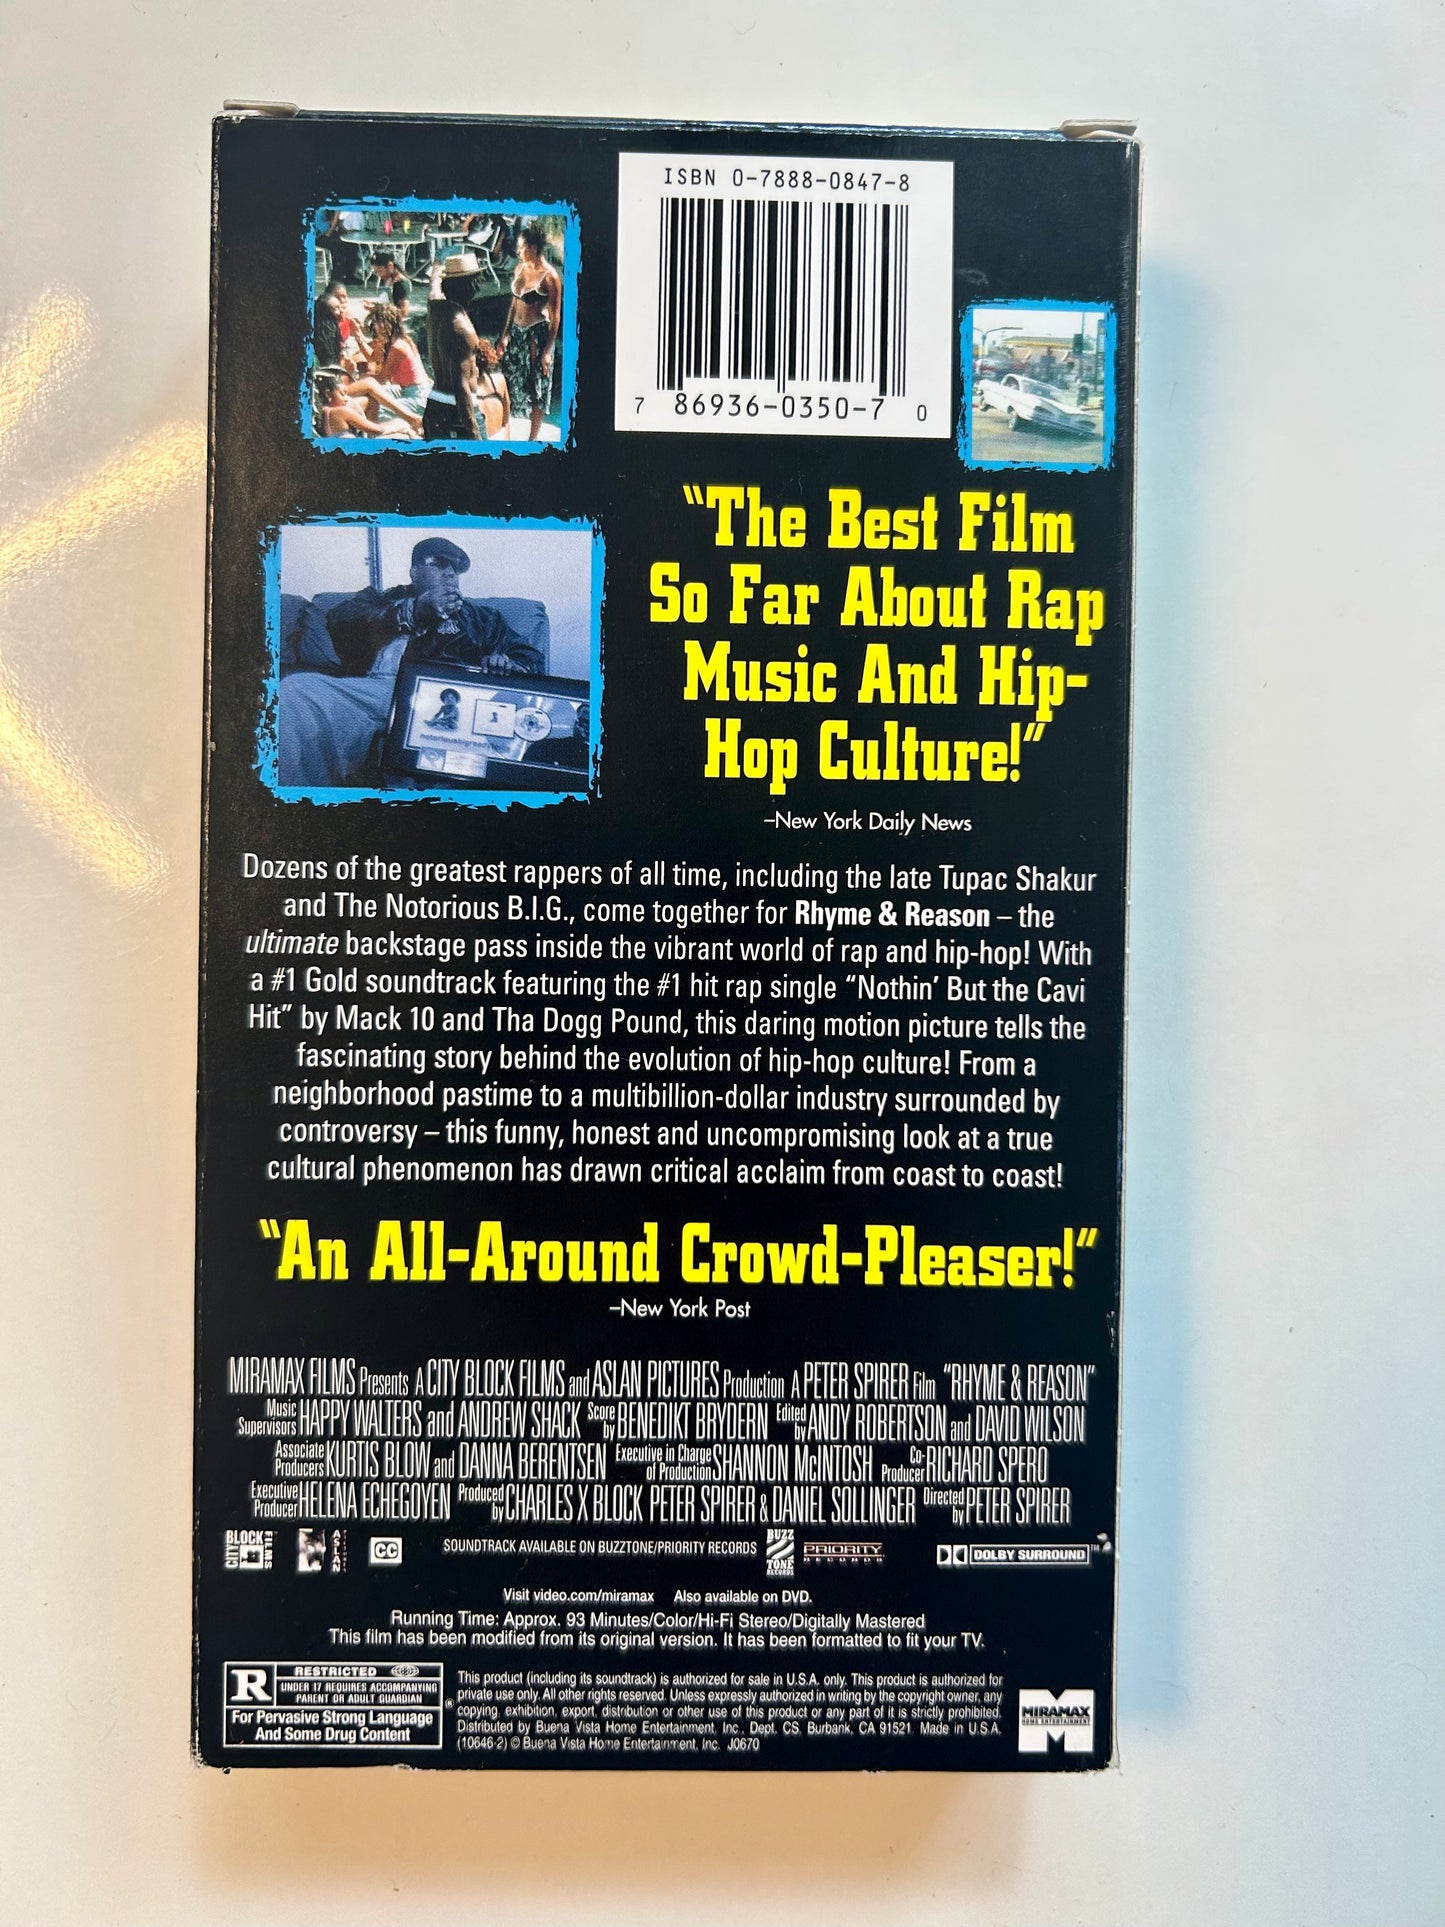 ISBN 0-7888-0847-8
7 86936-0350-7 0
"The Best Film
So Far About Rap
Music And Hip-
Hop Culture!"
–New York Daily News
Dozens of the greatest rappers of all time, including the late Tupac Shakur
and The Notorious B.I.G., come together for Rhyme & Reason – the
ultimate backstage pass inside the vibrant world of rap and hip-hop! With
a #1 Gold soundtrack featuring the #1 hit rap single "Nothin' But the Cavi
Hit" by Mack 10 and Tha Dogg Pound, this daring motion picture tells the
fascinating story behind the evolution of hip-hop culture! From a
neighborhood pastime to a multibillion-dollar industry surrounded by
controversy – this funny, honest and uncompromising look at a true
cultural phenomenon has drawn critical acclaim from coast to coast!
"An All-Around Crowd-Pleaser!"
–New York Post
MIRAMAX FILMS Presents A CITY BLOCK FILMS and ASLAN PICTURES Production A PETER SPIRER Film "RHYME & REASON"
Music Supervisors HAPPY WALTERS and ANDREW SHACK Score by BENEDIKT BRYDERN Edited by ANDY ROBERTSON and DAVID WILSON
Associate Producers KURTIS BLOW and DANNA BERENTSEN Executive in Charge of Production SHANNON McINTOSH Co-Producer RICHARD SPERO
Executive Producer HELENA ECHEGOYEN Produced by CHARLES X BLOCK PETER SPIRER & DANIEL SOLLINGER Directed by PETER SPIRER
CITY BLOCK FILMS ASLAN CC SOUNDTRACK AVAILABLE ON BUZZTONE/PRIORITY RECORDS BUZZ TONE RECORDS PRIORITY RECORDS DOLBY SURROUND™
Visit video.com/miramax Also available on DVD.
Running Time: Approx. 93 Minutes/Color/Hi-Fi Stereo/Digitally Mastered
This film has been modified from its original version. It has been formatted to fit your TV.
R RESTRICTED
UNDER 17 REQUIRES ACCOMPANYING
PARENT OR ADULT GUARDIAN
For Pervasive Strong Language
And Some Drug Content
®
This product (including its soundtrack) is authorized for sale in U.S.A. only. This product is authorized for
private use only. All other rights reserved. Unless expressly authorized in writing by the copyright owner, any
copying, exhibition, export, distribution or other use of this product or any part of it is strictly prohibited.
Distributed by Buena Vista Home Entertainment, Inc., Dept. CS, Burbank, CA 91521. Made in U.S.A.
(10646-2) © Buena Vista Home Entertainment, Inc. J0670
MIRAMAX
HOME ENTERTAINMENT